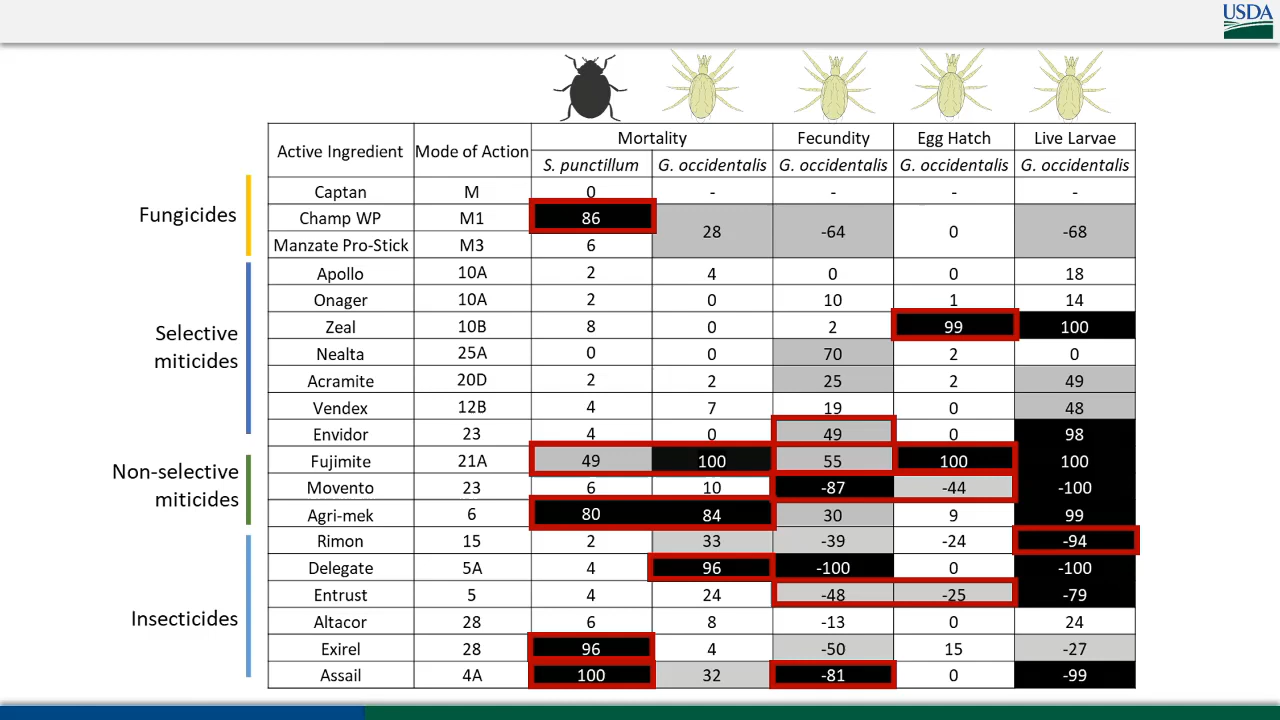 USDA
Active Ingredient Mode of Action Mortality Fecundity Egg Hatch Live Larvae
S. punctillum G. occidentalis G. occidentalis G. occidentalis G. occidentalis
Fungicides
Captan M 0 - - - -
Champ WP M1 86 28 -64 0 -68
Manzate Pro-Stick M3 6
Selective
miticides
Apollo 10A 2 4 0 0 18
Onager 10A 2 0 10 1 14
Zeal 10B 8 0 2 99 100
Nealta 25A 0 0 70 2 0
Acramite 20D 2 2 25 2 49
Vendex 12B 4 7 19 0 48
Envidor 23 4 0 49 0 98
Non-selective
miticides
Fujimite 21A 49 100 55 100 100
Movento 23 6 10 -87 -44 -100
Agri-mek 6 80 84 30 9 99
Insecticides
Rimon 15 2 33 -39 -24 -94
Delegate 5A 4 96 -100 0 -100
Entrust 5 4 24 -48 -25 -79
Altacor 28 6 8 -13 0 24
Exirel 28 96 4 -50 15 -27
Assail 4A 100 32 -81 0 -99